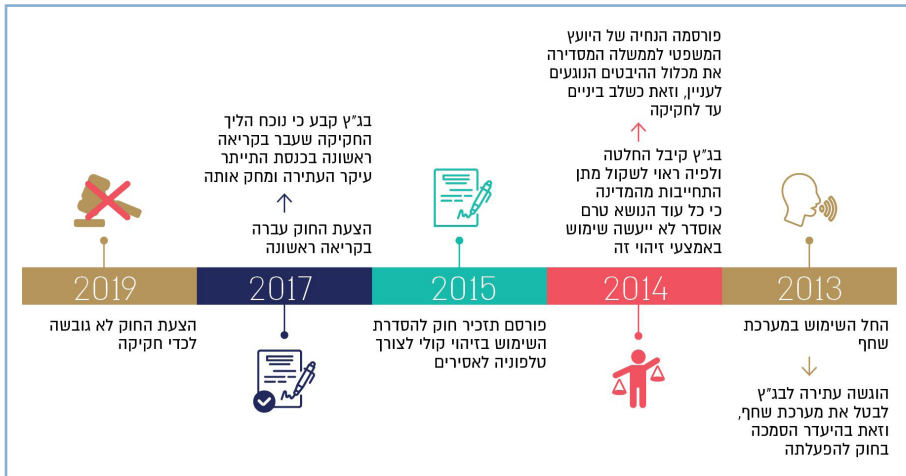 2013
החל השימוש במערכת
שחף
הוגשה עתירה לבג"ץ
לבטל את מערכת שחף,
וזאת בהיעדר הסמכה
בחוק להפעלתה
2014
בג"ץ קיבל החלטה
ולפיה ראוי לשקול מתן
התחייבות מהמדינה
כי כל עוד הנושא טרם
אוסדר לא ייעשה שימוש
באמצעי זיהוי זה
פורסמה הנחיה של היועץ
המשפטי לממשלה המסדירה
את מכלול ההיבטים הנוגעים
לעניין, וזאת כשלב ביניים
עד לחקיקה
2015
פורסם תזכיר חוק להסדרת
השימוש בזיהוי קולי לצורך
טלפוניה לאסירים
2017
הצעת החוק עברה
בקריאה ראשונה
בג"ץ קבע כי נוכח הליך
החקיקה שעבר בקריאה
ראשונה בכנסת התייתר
עיקר העתירה ומחק אותה
2019
הצעת החוק לא גובשה
לכדי חקיקה